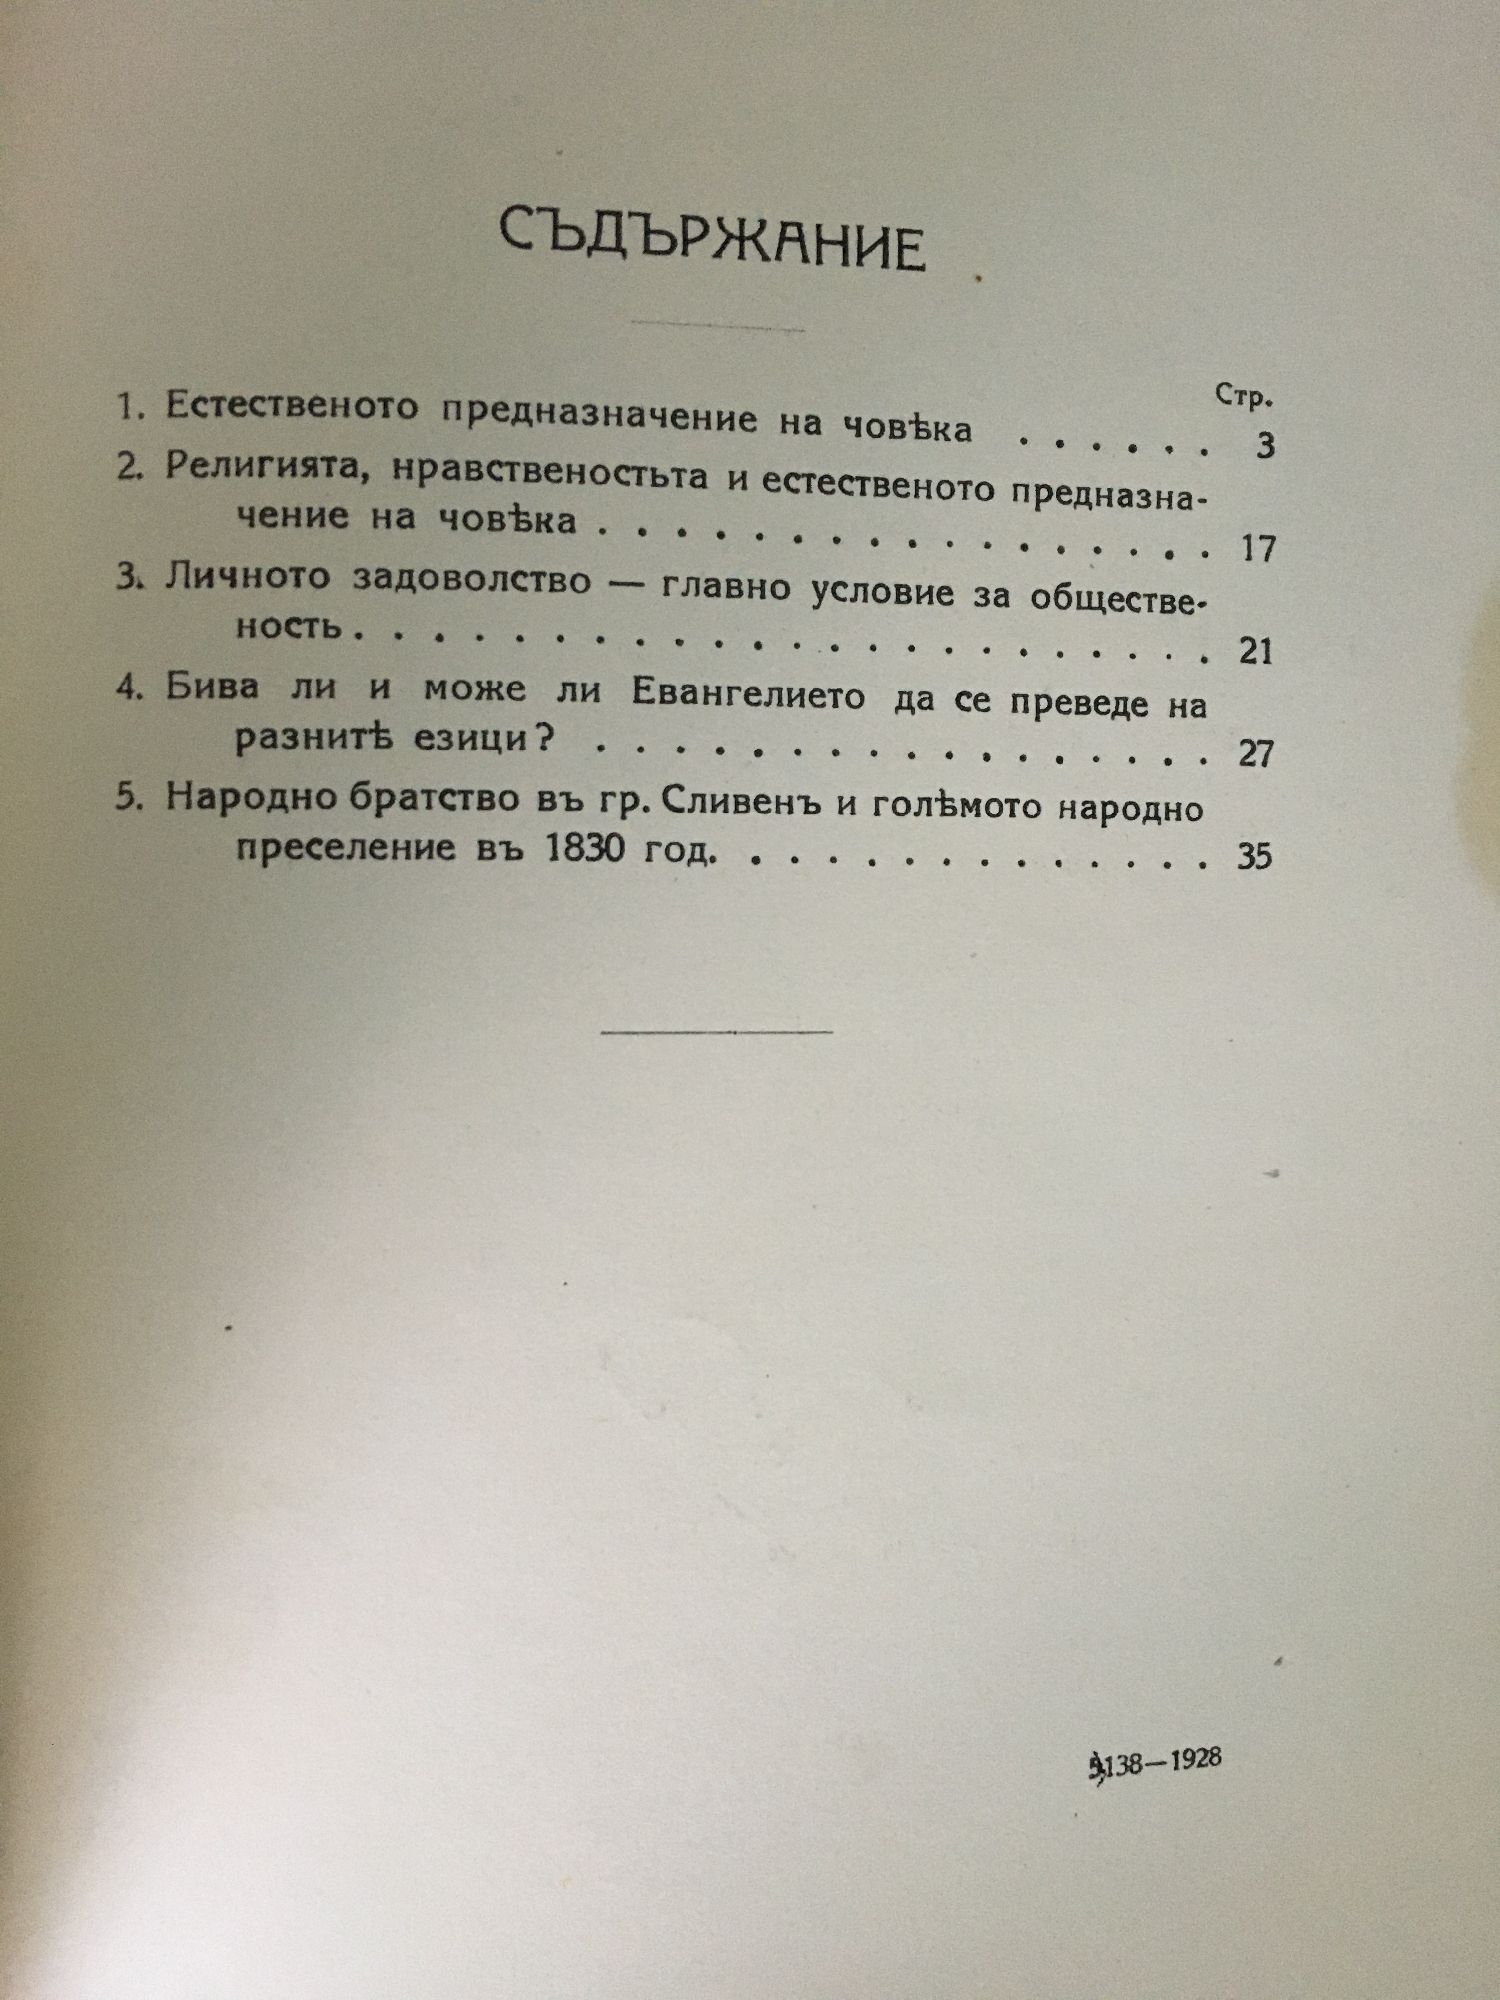 СЪДЪРЖАНИЕ
Стр.
1. Естественото предназначение на човѣка . . . . . . 3
2. Религията, нравствеността и естественото предназна-
чение на човѣка . . . . . . . . . . . . . . . . 17
3. Личното задоволство — главно условие за обществе-
ность . . . . . . . . . . . . . . . . . . . . . . 21
4. Бива ли и може ли Евангелието да се преведе на
разнитѣ езици? . . . . . . . . . . . . . . . . 27
5. Народно братство въ гр. Сливенъ и голѣмото народно
преселение въ 1830 год. . . . . . . . . . . . . . 35
138—1928